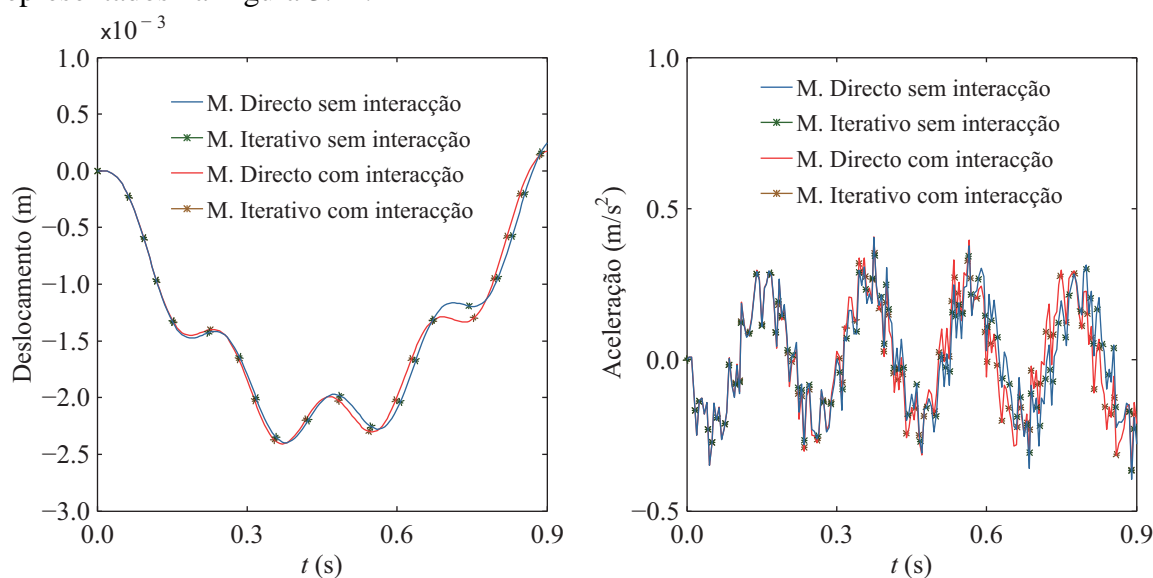 ×10⁻³
1.0
0.5
0.0
−0.5
−1.0
−1.5
−2.0
−2.5
−3.0
Deslocamento (m)
M. Directo sem interacção
M. Iterativo sem interacção
M. Directo com interacção
M. Iterativo com interacção
0.0 0.3 0.6 0.9
t (s)
1.0
0.5
0.0
−0.5
Aceleração (m/s²)
M. Directo sem interacção
M. Iterativo sem interacção
M. Directo com interacção
M. Iterativo com interacção
0.0 0.3 0.6 0.9
t (s)